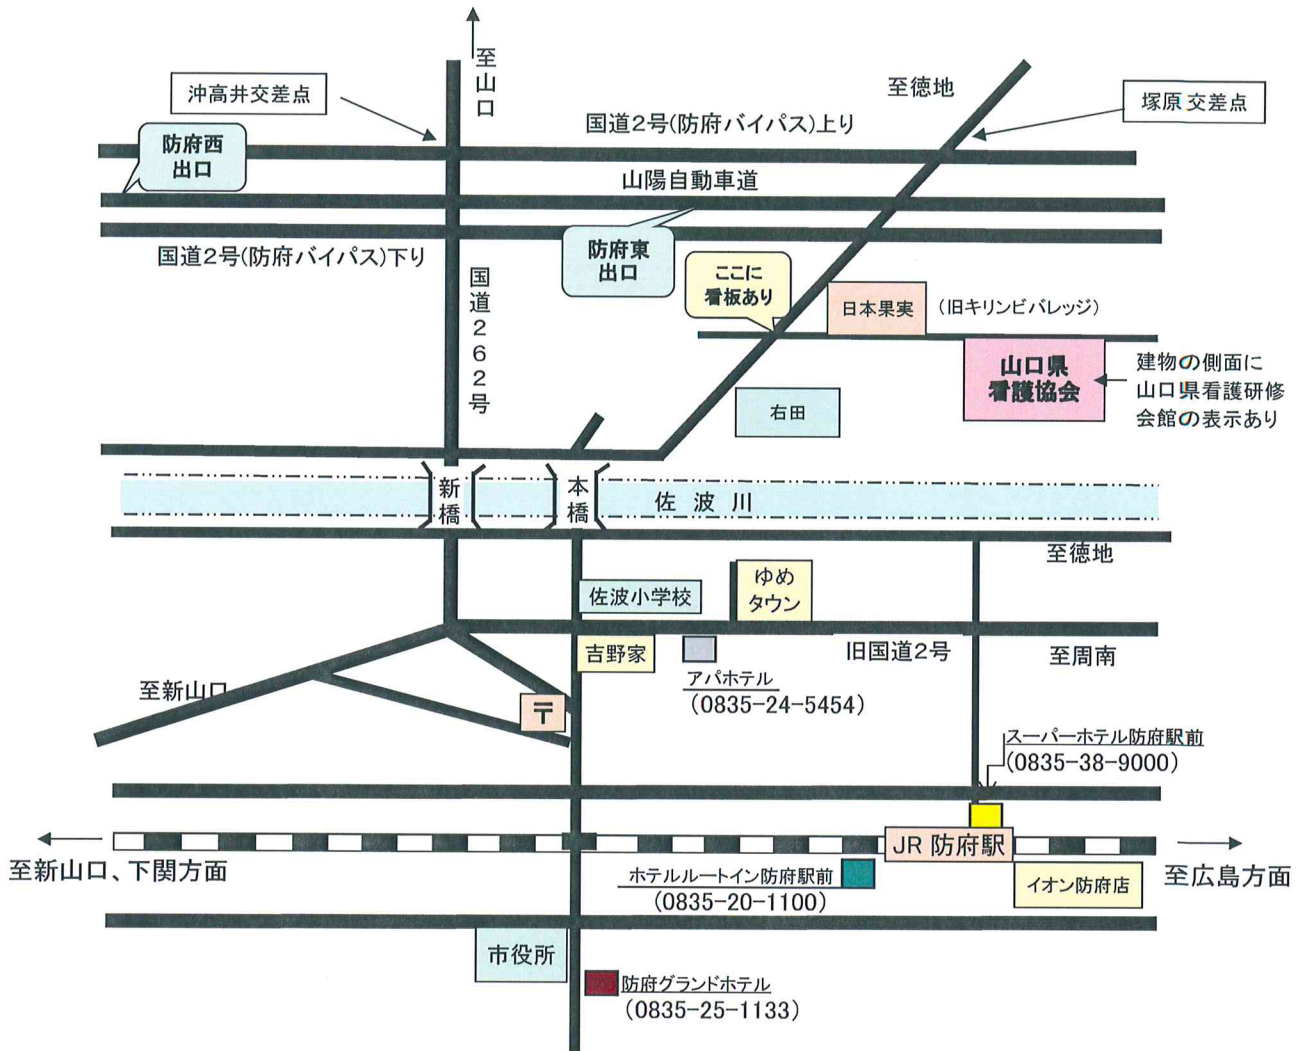 至山口
沖高井交差点
至徳地
塚原交差点
国道2号(防府バイパス)上り
防府西
出口
山陽自動車道
国道2号(防府バイパス)下り
防府東
出口
国道262号
ここに
看板あり
日本果実
(旧キリンビバレッジ)
山口県
看護協会
建物の側面に
山口県看護研修
会館の表示あり
右田
新橋
本橋
佐波川
至徳地
佐波小学校
ゆめ
タウン
吉野家
旧国道2号
至周南
アパホテル
(0835-24-5454)
至新山口
〒
スーパーホテル防府駅前
(0835-38-9000)
JR 防府駅
至新山口、下関方面
至広島方面
ホテルルートイン防府駅前
(0835-20-1100)
イオン防府店
市役所
防府グランドホテル
(0835-25-1133)